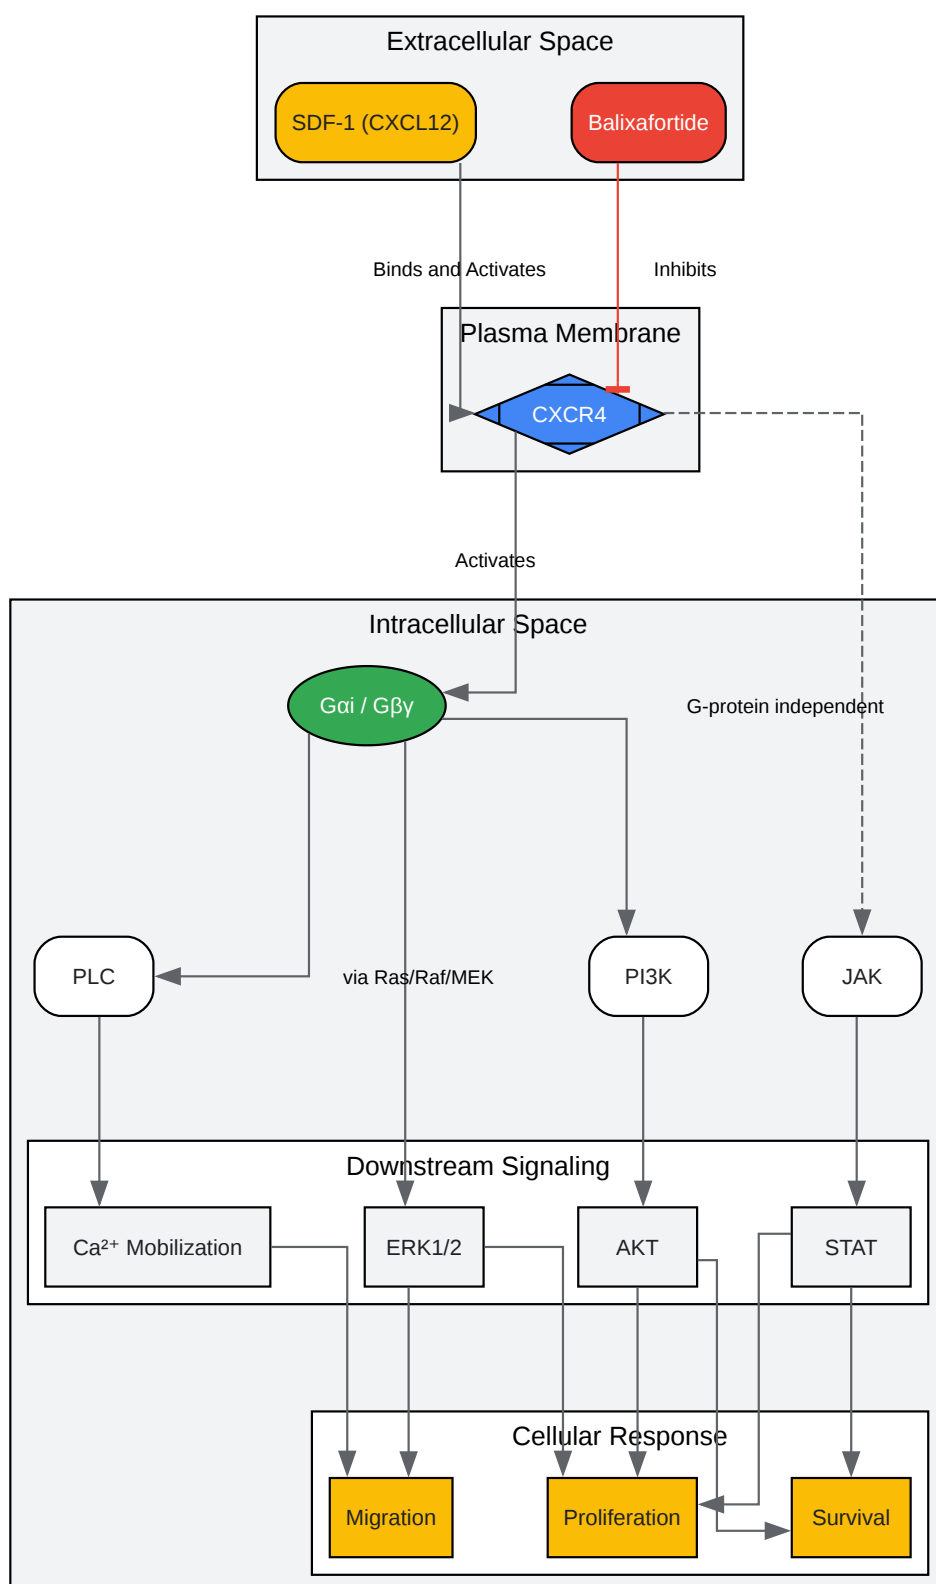 Extracellular Space
SDF-1 (CXCL12)
Balixafortide
Binds and Activates
Inhibits
Plasma Membrane
CXCR4
Activates
Intracellular Space
Gαi / Gβγ
G-protein independent
PLC
via Ras/Raf/MEK
PI3K
JAK
Downstream Signaling
Ca²⁺ Mobilization
ERK1/2
AKT
STAT
Cellular Response
Migration
Proliferation
Survival